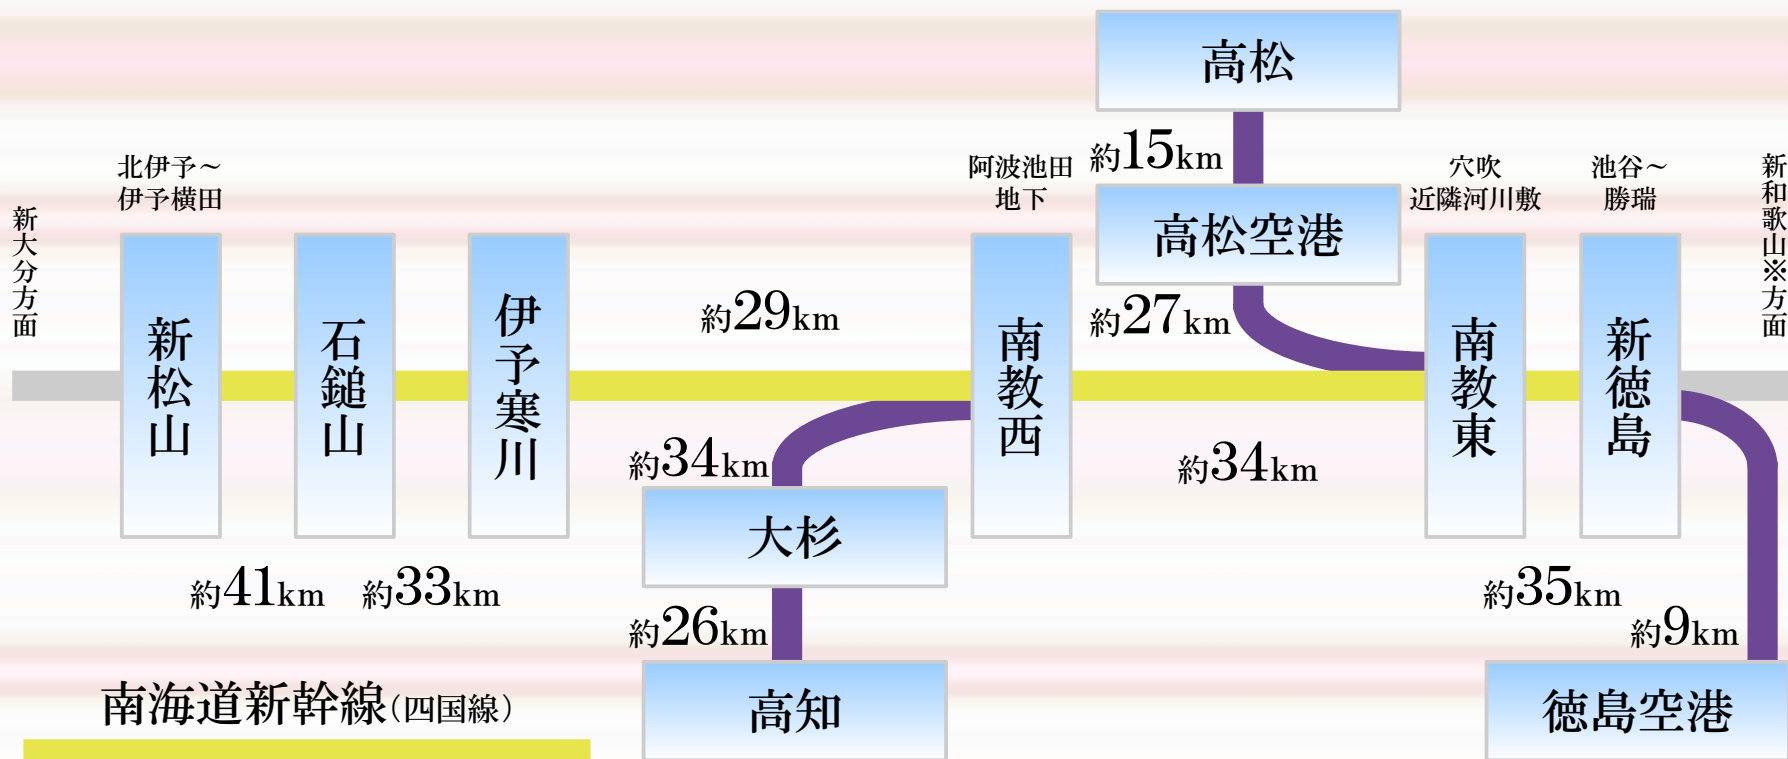 高松
約15km
北伊予～
伊予横田
阿波池田
地下
穴吹
近隣河川敷
池谷～
勝瑞
新和歌山※方面
新大分方面
高松空港
新松山
石鎚山
伊予寒川
約29km
南教西
約27km
南教東
新徳島
約34km
約34km
大杉
約41km
約33km
約35km
約26km
約9km
南海道新幹線(四国線)
高知
徳島空港